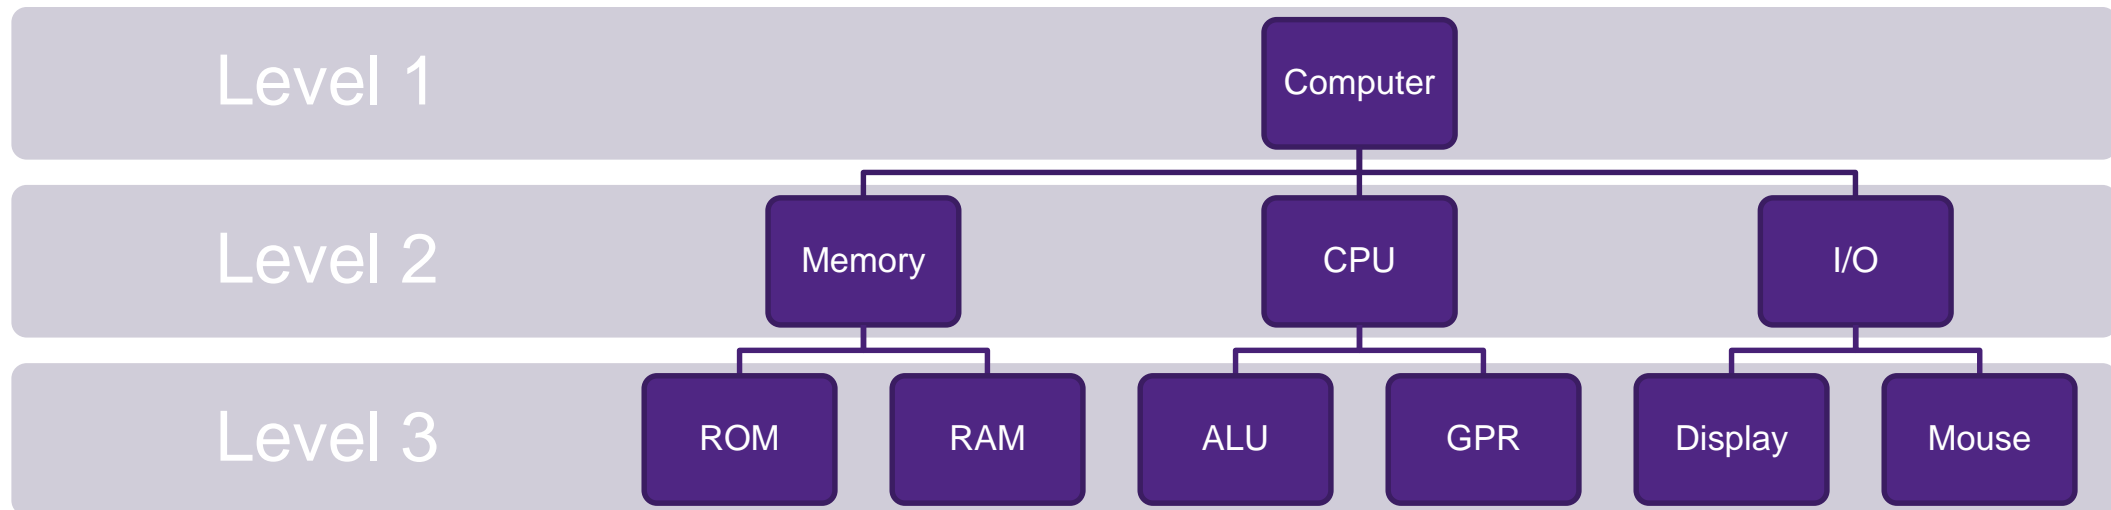 Level 1
Computer
Level 2
Memory
CPU
I/O
Level 3
ROM
RAM
ALU
GPR
Display
Mouse